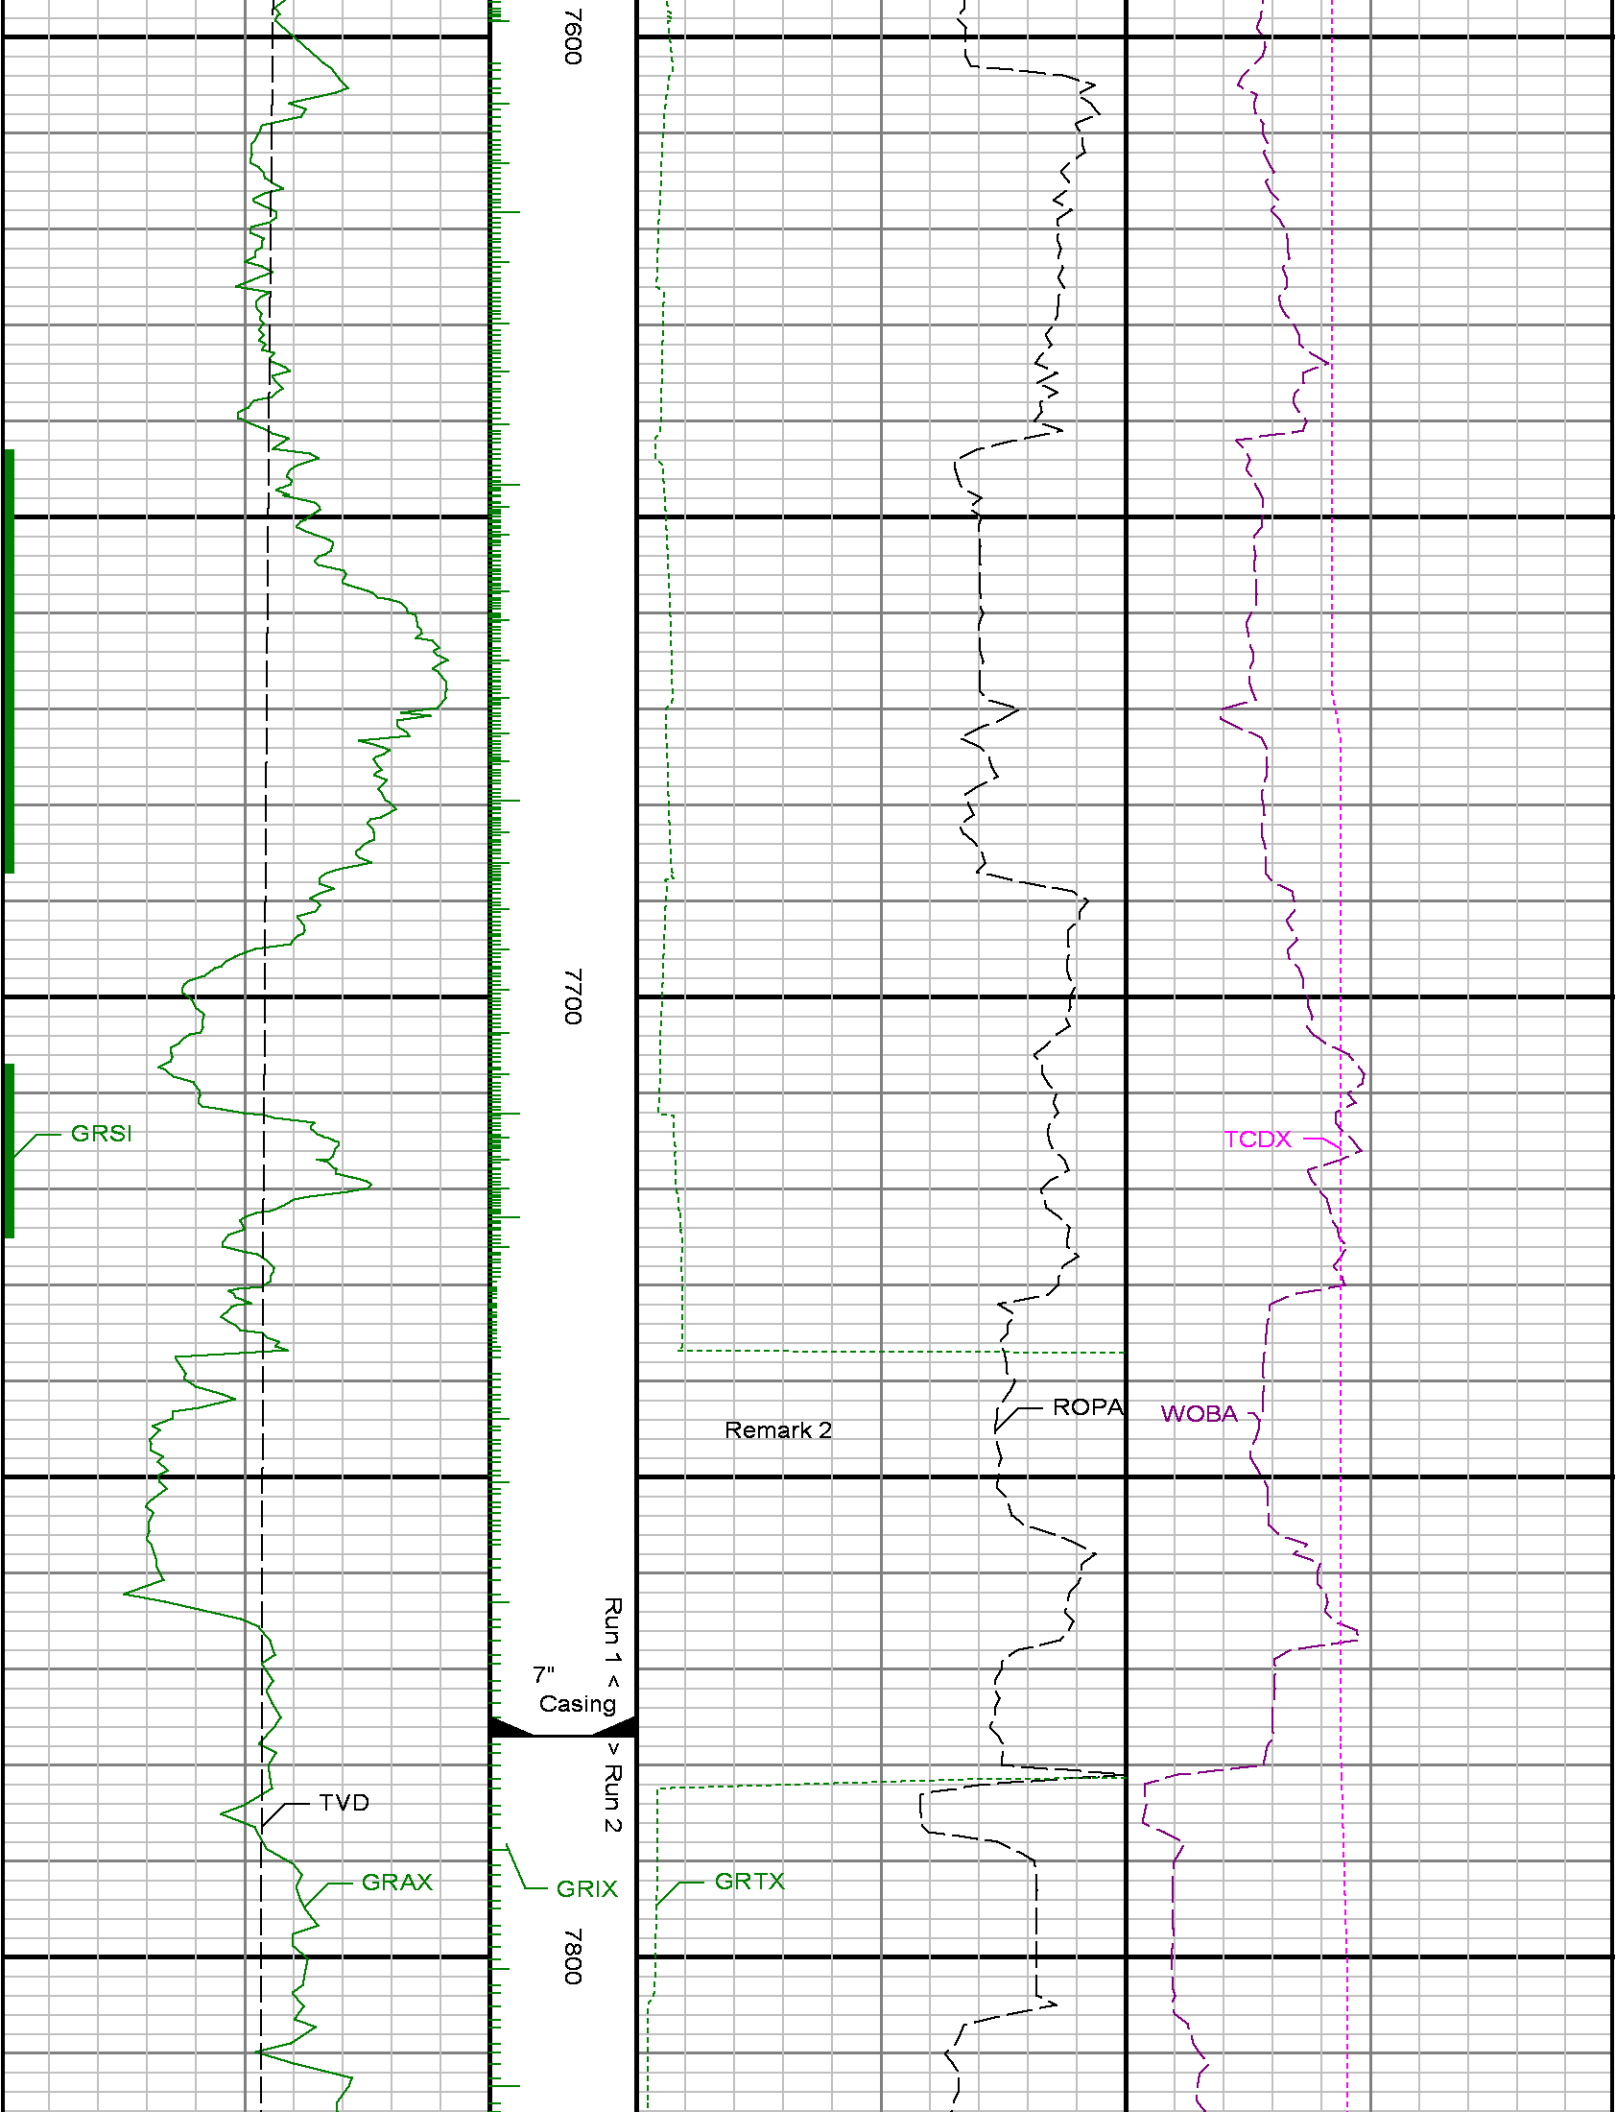 7600
7700
GRSI
TCDX
ROPA
WOBA
Remark 2
Run 1 <
7"
Casing
> Run 2
TVD
GRAX
GRIX
GRTX
7800